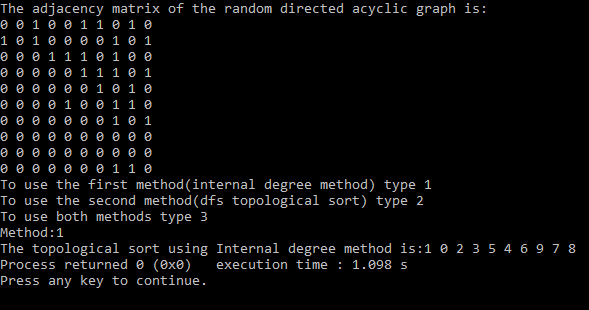 The adjacency matrix of the random directed acyclic graph is:
0 0 1 0 0 1 1 0 1 0
1 0 1 0 0 0 0 1 0 1
0 0 0 1 1 1 0 1 0 0
0 0 0 0 0 1 1 1 0 1
0 0 0 0 0 0 1 0 1 0
0 0 0 0 1 0 0 1 1 0
0 0 0 0 0 0 0 1 0 1
0 0 0 0 0 0 0 0 0 0
0 0 0 0 0 0 0 0 0 0
0 0 0 0 0 0 0 1 1 0
To use the first method(internal degree method) type 1
To use the second method(dfs topological sort) type 2
To use both methods type 3
Method:1
The topological sort using Internal degree method is:1 0 2 3 5 4 6 9 7 8
Process returned 0 (0x0)   execution time : 1.098 s
Press any key to continue.